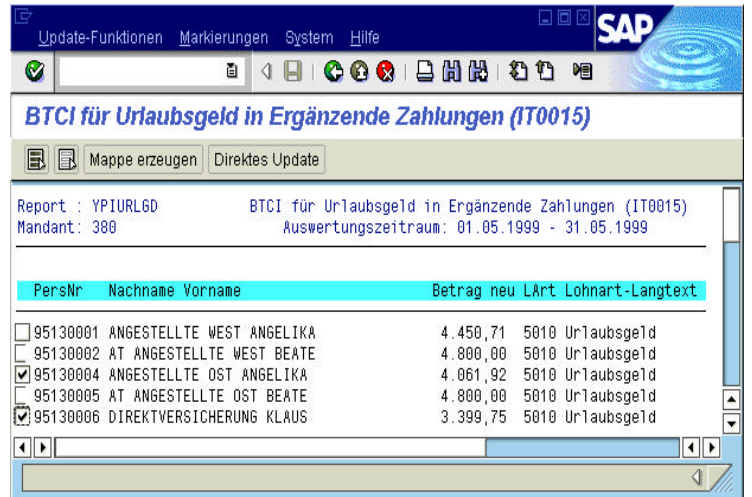 Update-Funktionen Markierungen System Hilfe
SAP
BTCI für Urlaubsgeld in Ergänzende Zahlungen (IT0015)
Mappe erzeugen Direktes Update
Report : YPIURLGD BTCI für Urlaubsgeld in Ergänzende Zahlungen (IT0015)
Mandant: 380 Auswertungszeitraum: 01.05.1999 - 31.05.1999
PersNr Nachname Vorname Betrag neu LArt Lohnart-Langtext
95130001 ANGESTELLTE WEST ANGELIKA 4.450,71 5010 Urlaubsgeld
95130002 AT ANGESTELLTE WEST BEATE 4.800,00 5010 Urlaubsgeld
95130004 ANGESTELLTE OST ANGELIKA 4.061,92 5010 Urlaubsgeld
95130005 AT ANGESTELLTE OST BEATE 4.800,00 5010 Urlaubsgeld
95130006 DIREKTVERSICHERUNG KLAUS 3.399,75 5010 Urlaubsgeld